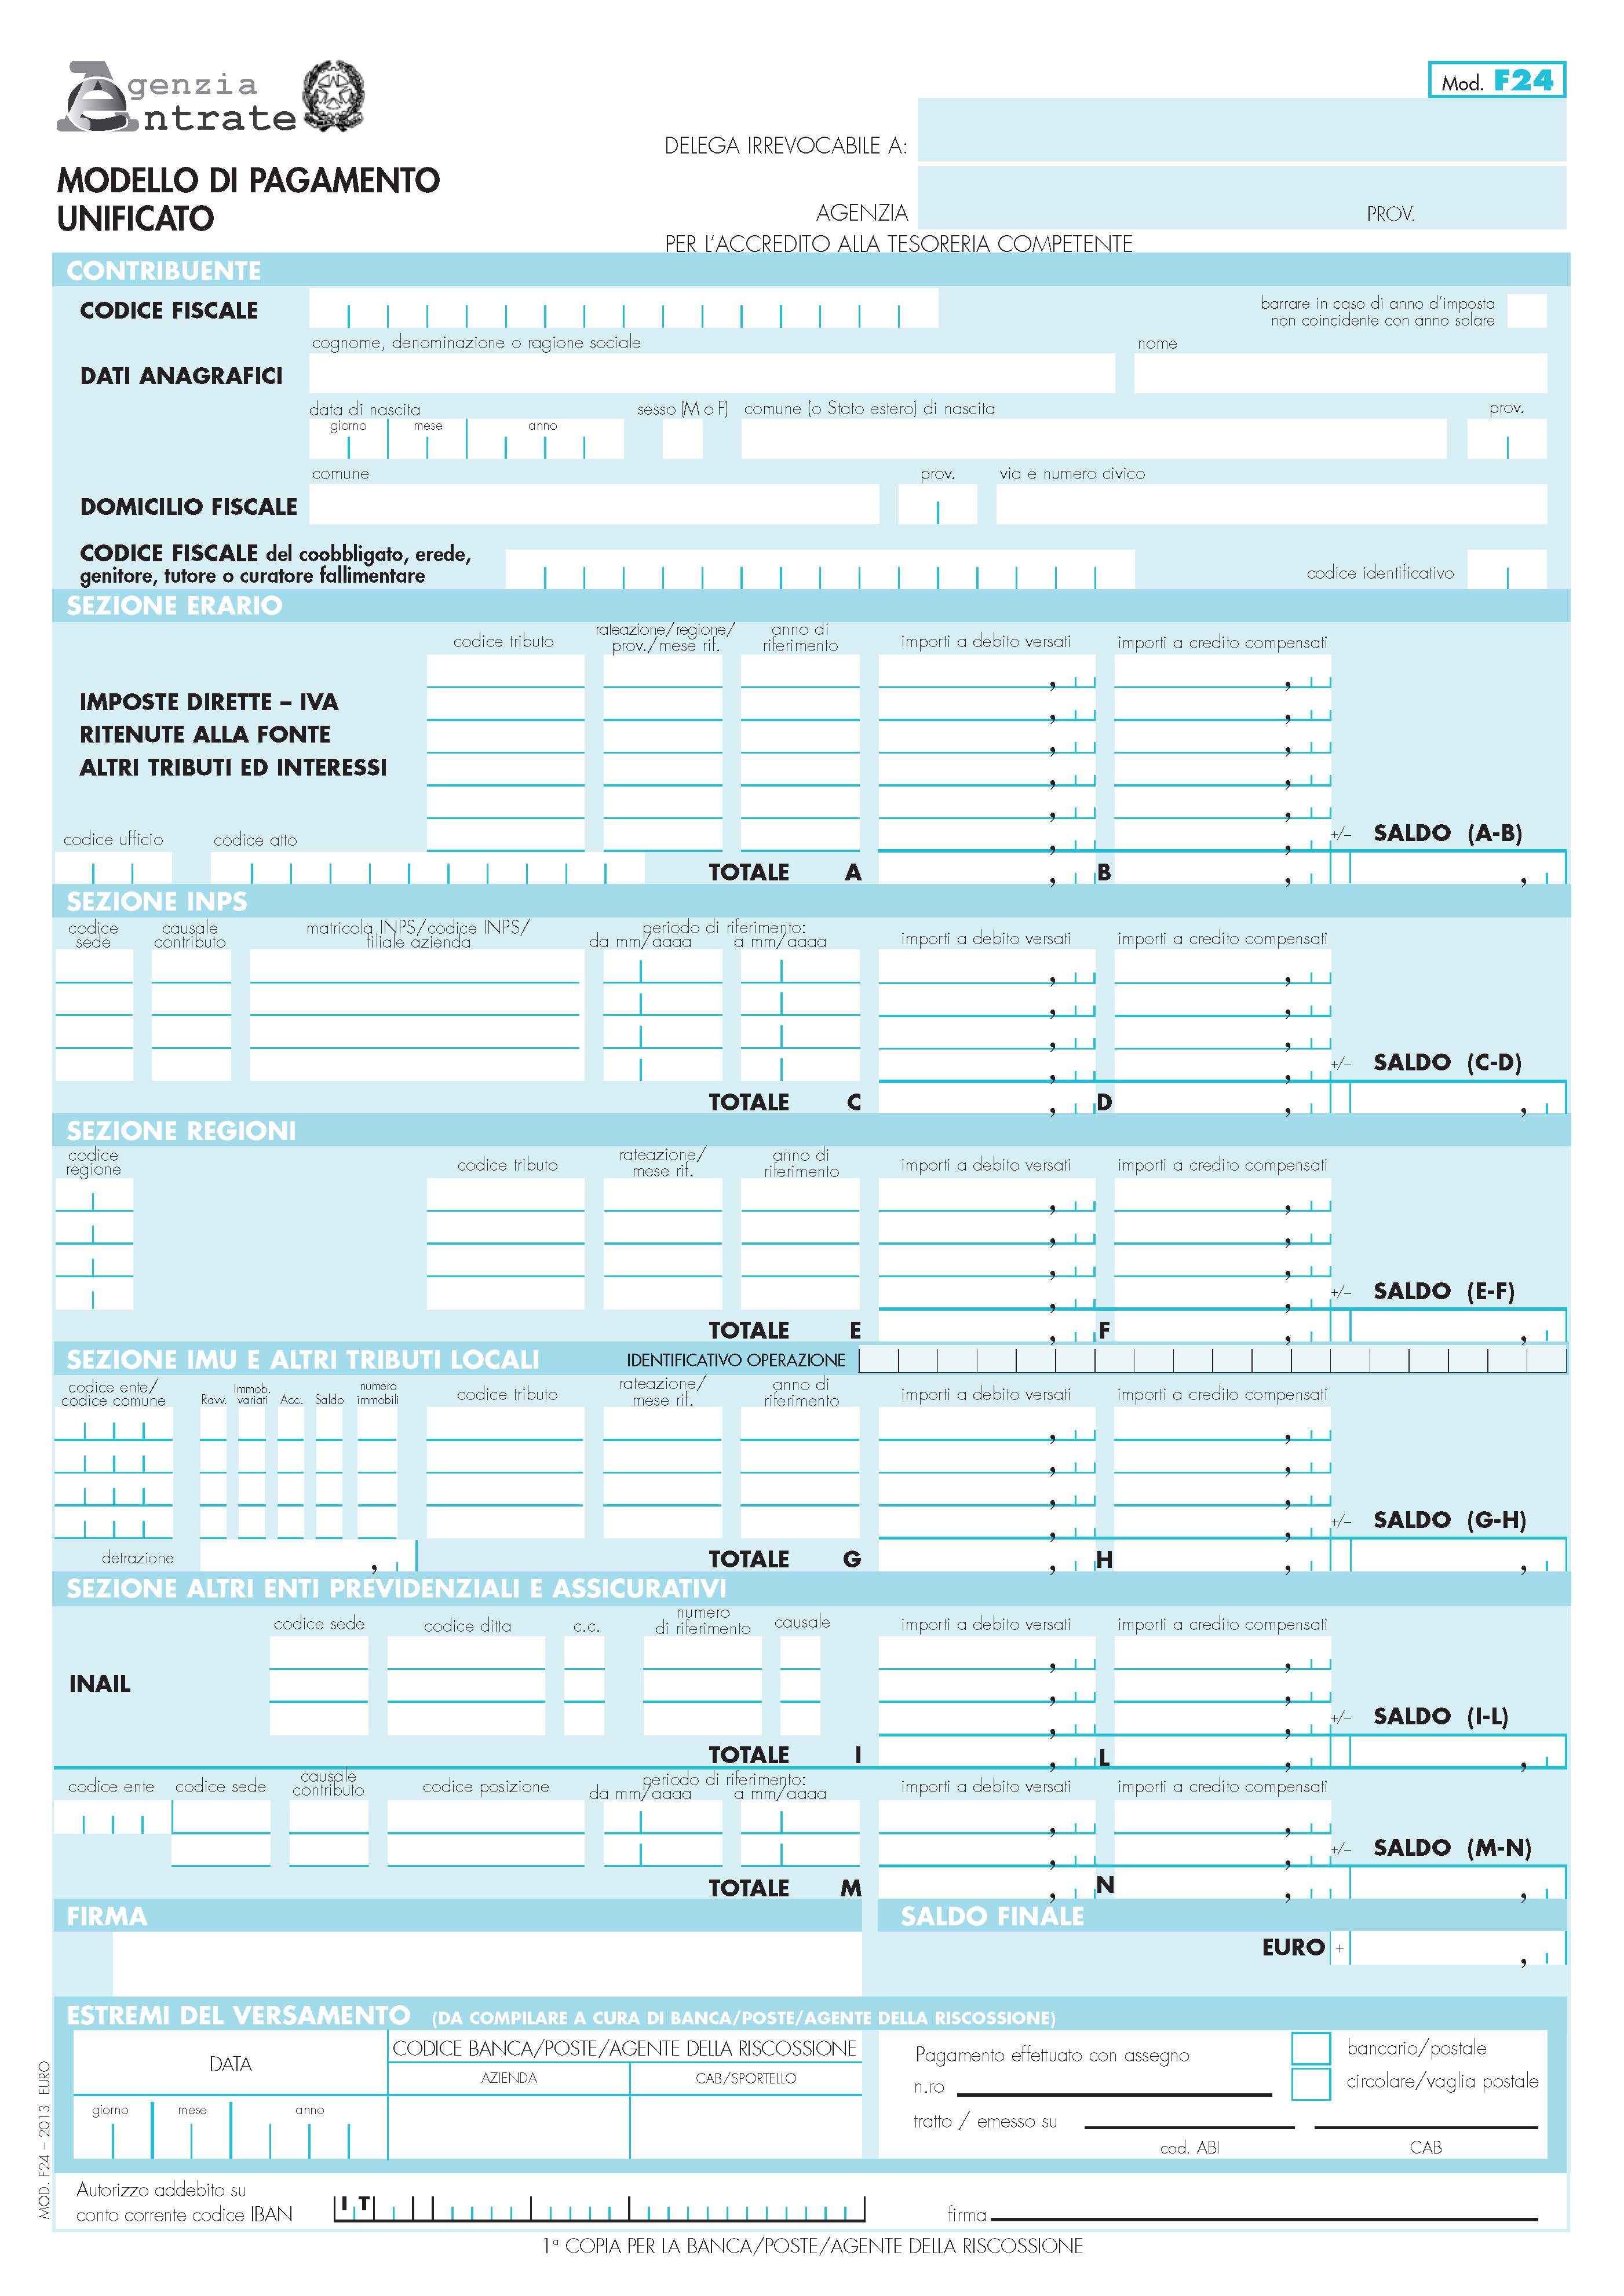 Agenzia
Entrate
Mod. F24
DELEGA IRREVOCABILE A:
MODELLO DI PAGAMENTO
UNIFICATO
AGENZIA PROV.
PER L'ACCREDITO ALLA TESORERIA COMPETENTE
CONTRIBUENTE
CODICE FISCALE
barrare in caso di anno d'imposta
non coincidente con anno solare
cognome, denominazione o ragione sociale nome
DATI ANAGRAFICI
data di nascita sesso (M o F) comune (o Stato estero) di nascita prov.
giorno mese anno
comune prov. via e numero civico
DOMICILIO FISCALE
CODICE FISCALE del coobbligato, erede,
genitore, tutore o curatore fallimentare codice identificativo
SEZIONE ERARIO
codice tributo rateazione/regione/ prov./mese rif. anno di riferimento importi a debito versati importi a credito compensati
,  ,
IMPOSTE DIRETTE – IVA ,  ,
RITENUTE ALLA FONTE ,  ,
ALTRI TRIBUTI ED INTERESSI ,  ,
,  ,
codice ufficio codice atto ,  , +/– SALDO (A-B)
TOTALE A , B , ,
SEZIONE INPS
codice sede causale contributo matricola INPS/codice INPS/ filiale azienda periodo di riferimento: da mm/aaaa a mm/aaaa importi a debito versati importi a credito compensati
,  ,
,  ,
,  ,
,  , +/– SALDO (C-D)
TOTALE C , D , ,
SEZIONE REGIONI
codice regione codice tributo rateazione/ mese rif. anno di riferimento importi a debito versati importi a credito compensati
,  ,
,  ,
,  ,
,  , +/– SALDO (E-F)
TOTALE E , F , ,
SEZIONE IMU E ALTRI TRIBUTI LOCALI IDENTIFICATIVO OPERAZIONE
codice ente/ codice comune Ravv. Immob. variati Acc. Saldo numero immobili codice tributo rateazione/ mese rif. anno di riferimento importi a debito versati importi a credito compensati
,  ,
,  ,
,  ,
,  , +/– SALDO (G-H)
detrazione , TOTALE G , H , ,
SEZIONE ALTRI ENTI PREVIDENZIALI E ASSICURATIVI
codice sede codice ditta c.c. numero di riferimento causale importi a debito versati importi a credito compensati
,  ,
INAIL ,  ,
,  , +/– SALDO (I-L)
TOTALE I , L , ,
codice ente codice sede causale contributo codice posizione periodo di riferimento: da mm/aaaa a mm/aaaa importi a debito versati importi a credito compensati
,  ,
,  , +/– SALDO (M-N)
TOTALE M , N , ,
FIRMA SALDO FINALE
EURO + ,
ESTREMI DEL VERSAMENTO (DA COMPILARE A CURA DI BANCA/POSTE/AGENTE DELLA RISCOSSIONE)
DATA CODICE BANCA/POSTE/AGENTE DELLA RISCOSSIONE
AZIENDA CAB/SPORTELLO
giorno mese anno
Pagamento effettuato con assegno bancario/postale
n.ro circolare/vaglia postale
tratto / emesso su
cod. ABI CAB
Autorizzo addebito su
conto corrente codice IBAN I T firma
MOD. F24 – 2013 EURO
1ª COPIA PER LA BANCA/POSTE/AGENTE DELLA RISCOSSIONE